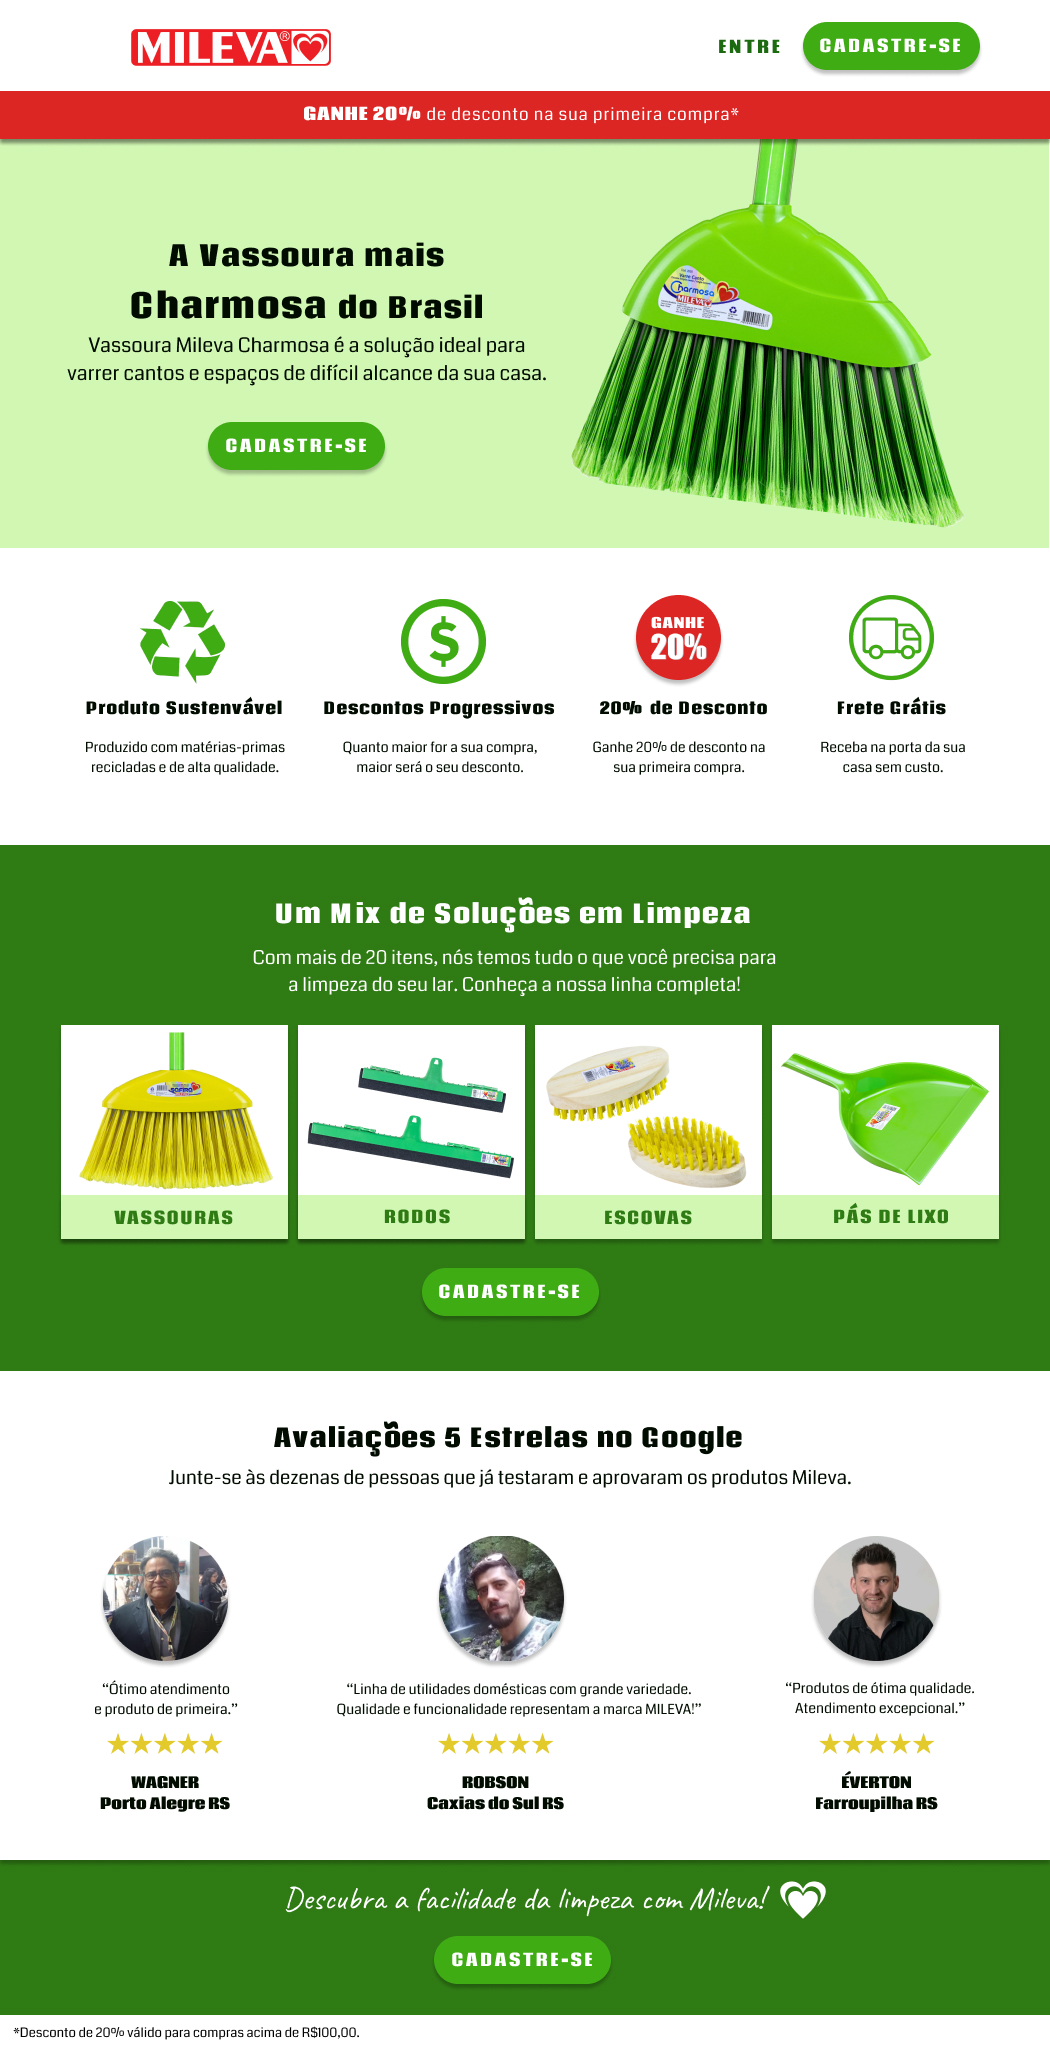 MILEVA®
ENTRE
CADASTRE-SE
GANHE 20% de desconto na sua primeira compra*
A Vassoura mais
Charmosa do Brasil
Vassoura Mileva Charmosa é a solução ideal para
varrer cantos e espaços de difícil alcance da sua casa.
CADASTRE-SE
Charmosa
MILEVA
GANHE
20%
Produto Sustenvável
Descontos Progressivos
20% de Desconto
Frete Grátis
Produzido com matérias-primas
recicladas e de alta qualidade.
Quanto maior for a sua compra,
maior será o seu desconto.
Ganhe 20% de desconto na
sua primeira compra.
Receba na porta da sua
casa sem custo.
Um Mix de Soluções em Limpeza
Com mais de 20 itens, nós temos tudo o que você precisa para
a limpeza do seu lar. Conheça a nossa linha completa!
VASSOURAS
RODOS
ESCOVAS
PÁS DE LIXO
CADASTRE-SE
Avaliações 5 Estrelas no Google
Junte-se às dezenas de pessoas que já testaram e aprovaram os produtos Mileva.
“Ótimo atendimento
e produto de primeira.”
WAGNER
Porto Alegre RS
“Linha de utilidades domésticas com grande variedade.
Qualidade e funcionalidade representam a marca MILEVA!”
ROBSON
Caxias do Sul RS
“Produtos de ótima qualidade.
Atendimento excepcional.”
ÉVERTON
Farroupilha RS
Descubra a facilidade da limpeza com Mileva!
CADASTRE-SE
*Desconto de 20% válido para compras acima de R$100,00.